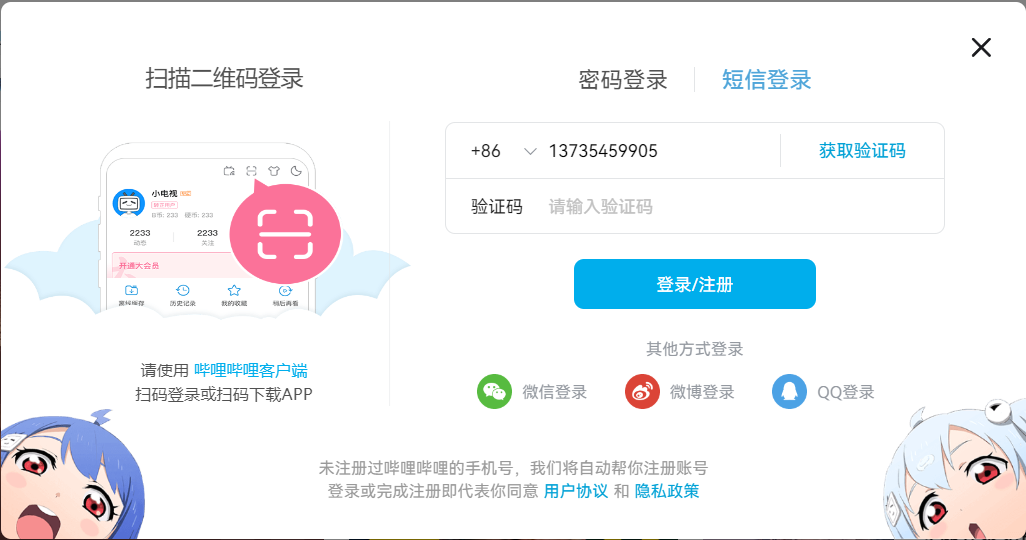 扫描二维码登录
小电视
B币: 233 硬币: 233
2233
2233
动态
关注
开通大会员
离线缓存
历史记录
我的收藏
稍后再看
请使用 哔哩哔哩客户端
扫码登录或扫码下载APP
密码登录
短信登录
+86
13735459905
获取验证码
验证码
请输入验证码
登录/注册
其他方式登录
微信登录
微博登录
QQ登录
未注册过哔哩哔哩的手机号，我们将自动帮你注册账号
登录或完成注册即代表你同意 用户协议 和 隐私政策